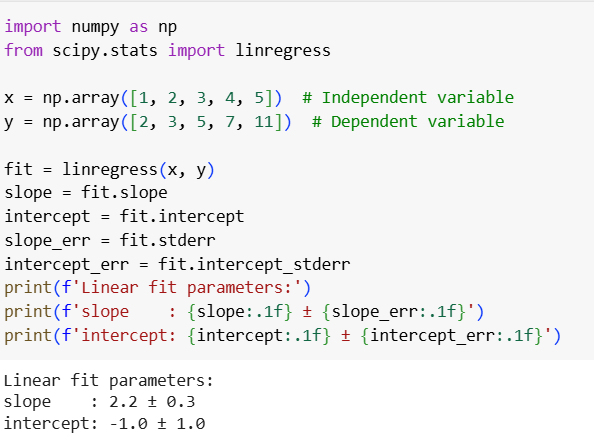 import numpy as np
from scipy.stats import linregress
x = np.array([1, 2, 3, 4, 5])  # Independent variable
y = np.array([2, 3, 5, 7, 11])  # Dependent variable
fit = linregress(x, y)
slope = fit.slope
intercept = fit.intercept
slope_err = fit.stderr
intercept_err = fit.intercept_stderr
print(f'Linear fit parameters:')
print(f'slope    : {slope:.1f} ± {slope_err:.1f}')
print(f'intercept: {intercept:.1f} ± {intercept_err:.1f}')
Linear fit parameters:
slope    : 2.2 ± 0.3
intercept: -1.0 ± 1.0